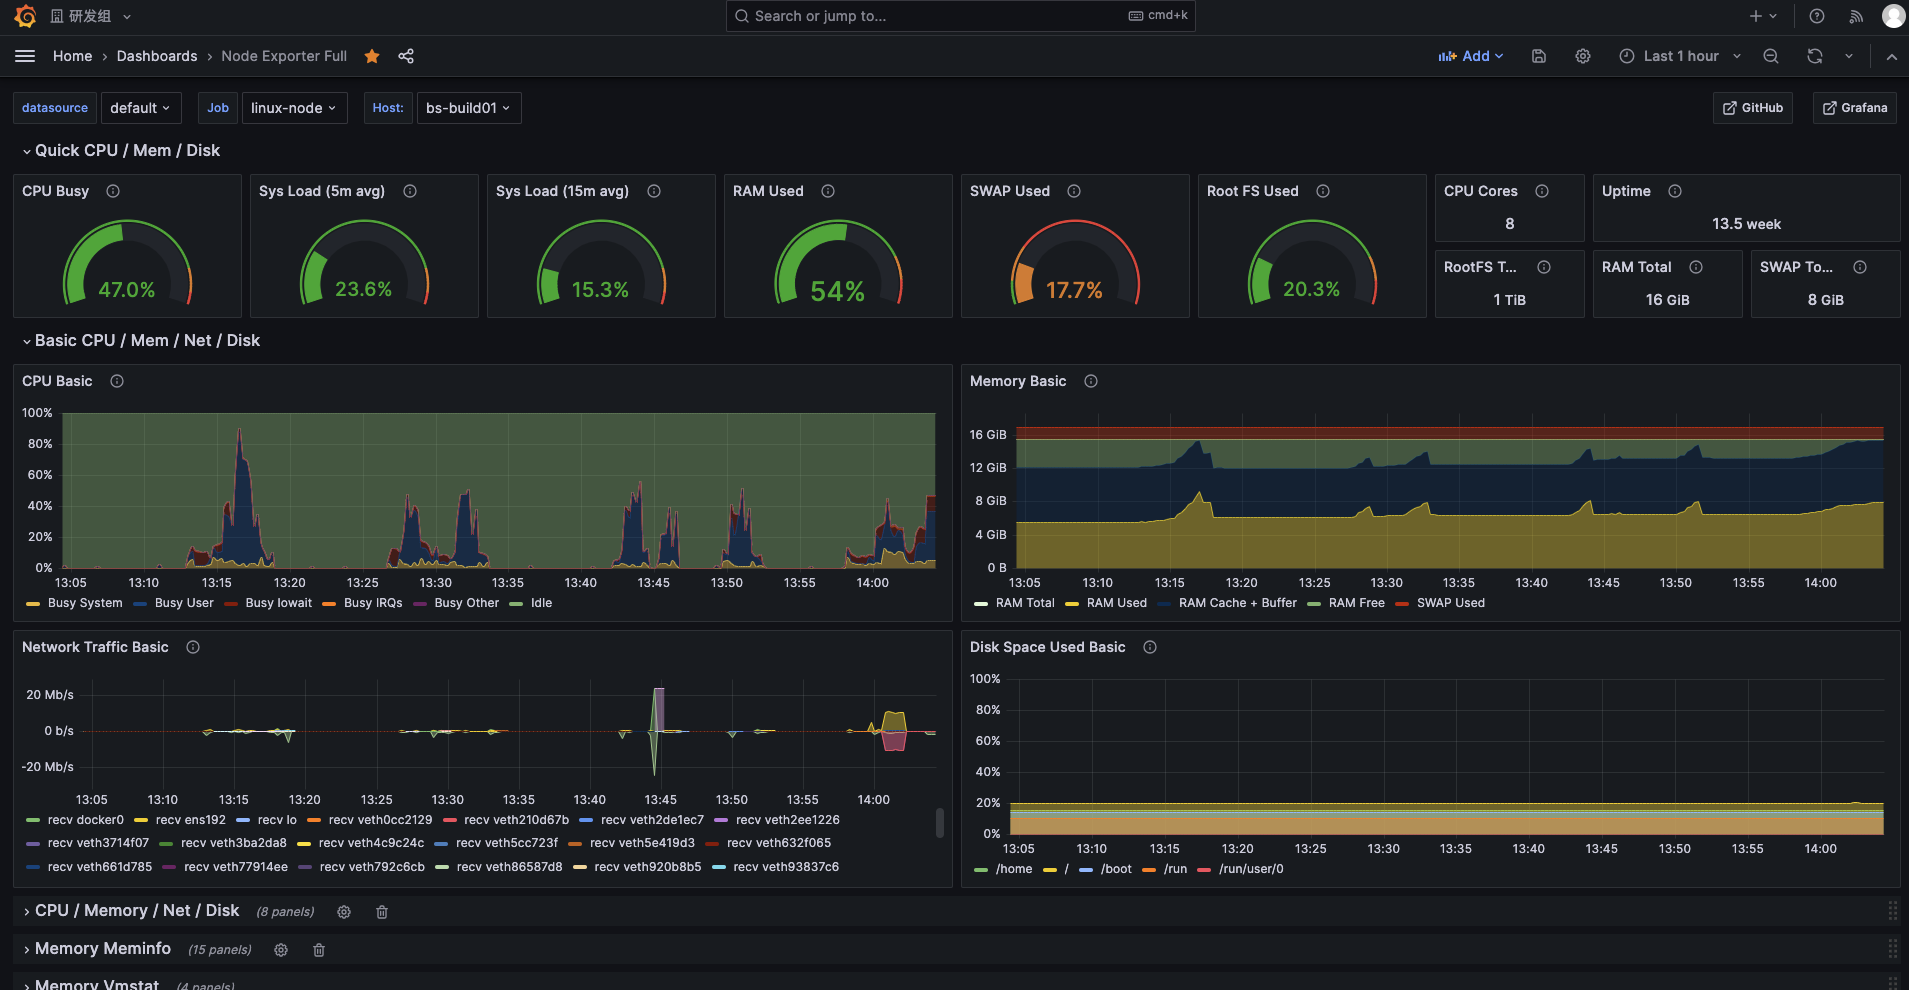 研发组
Search or jump to...
cmd+k
Home › Dashboards › Node Exporter Full
Add
Last 1 hour
datasource default Job linux-node Host: bs-build01
GitHub
Grafana
Quick CPU / Mem / Disk
CPU Busy
47.0%
Sys Load (5m avg)
23.6%
Sys Load (15m avg)
15.3%
RAM Used
54%
SWAP Used
17.7%
Root FS Used
20.3%
CPU Cores
8
Uptime
13.5 week
RootFS T...
1 TiB
RAM Total
16 GiB
SWAP To...
8 GiB
Basic CPU / Mem / Net / Disk
CPU Basic
100%
80%
60%
40%
20%
0%
13:05 13:10 13:15 13:20 13:25 13:30 13:35 13:40 13:45 13:50 13:55 14:00
Busy System Busy User Busy Iowait Busy IRQs Busy Other Idle
Memory Basic
16 GiB
12 GiB
8 GiB
4 GiB
0 B
13:05 13:10 13:15 13:20 13:25 13:30 13:35 13:40 13:45 13:50 13:55 14:00
RAM Total RAM Used RAM Cache + Buffer RAM Free SWAP Used
Network Traffic Basic
20 Mb/s
0 b/s
-20 Mb/s
13:05 13:10 13:15 13:20 13:25 13:30 13:35 13:40 13:45 13:50 13:55 14:00
recv docker0 recv ens192 recv lo recv veth0cc2129 recv veth210d67b recv veth2de1ec7 recv veth2ee1226
recv veth3714f07 recv veth3ba2da8 recv veth4c9c24c recv veth5cc723f recv veth5e419d3 recv veth632f065
recv veth661d785 recv veth77914ee recv veth792c6cb recv veth86587d8 recv veth920b8b5 recv veth93837c6
Disk Space Used Basic
100%
80%
60%
40%
20%
0%
13:05 13:10 13:15 13:20 13:25 13:30 13:35 13:40 13:45 13:50 13:55 14:00
/home / /boot /run /run/user/0
CPU / Memory / Net / Disk (8 panels)
Memory Meminfo (15 panels)
Memory Vmstat (4 panels)